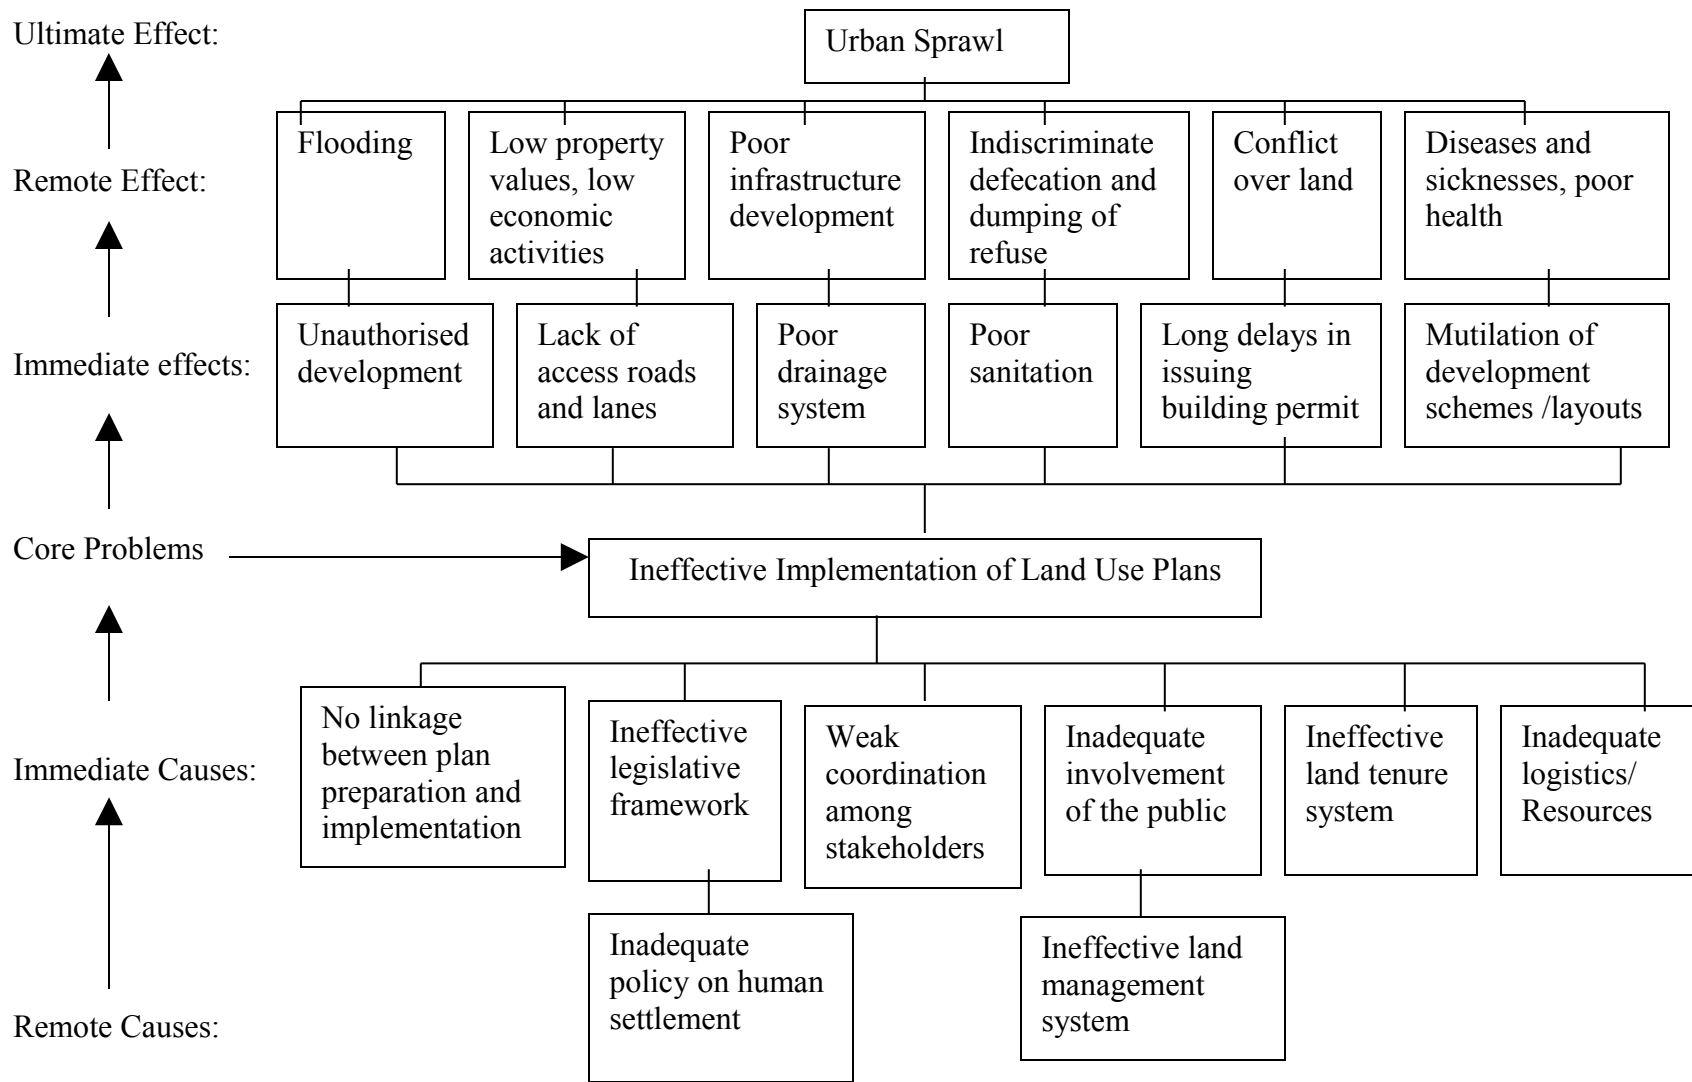 Ultimate Effect:
Urban Sprawl
Remote Effect:
Flooding
Low property
values, low
economic
activities
Poor
infrastructure
development
Indiscriminate
defecation and
dumping of
refuse
Conflict
over land
Diseases and
sicknesses, poor
health
Immediate effects:
Unauthorised
development
Lack of
access roads
and lanes
Poor
drainage
system
Poor
sanitation
Long delays in
issuing
building permit
Mutilation of
development
schemes /layouts
Core Problems
Ineffective Implementation of Land Use Plans
Immediate Causes:
No linkage
between plan
preparation and
implementation
Ineffective
legislative
framework
Weak
coordination
among
stakeholders
Inadequate
involvement
of the public
Ineffective
land tenure
system
Inadequate
logistics/
Resources
Remote Causes:
Inadequate
policy on human
settlement
Ineffective land
management
system